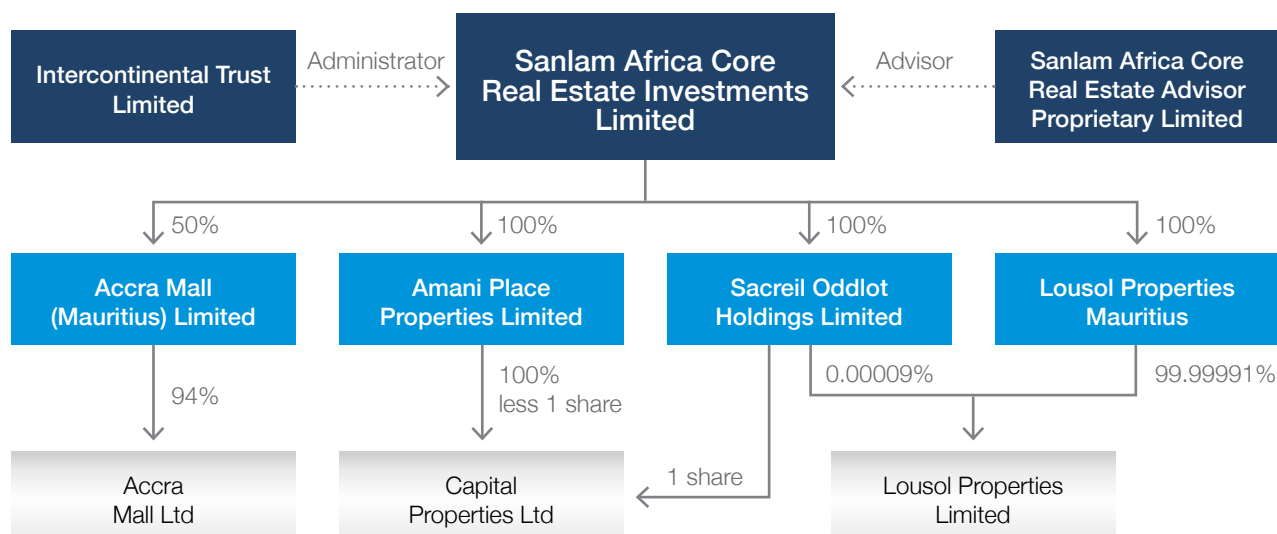 Intercontinental Trust
Limited
Administrator
Sanlam Africa Core
Real Estate Investments
Limited
Advisor
Sanlam Africa Core
Real Estate Advisor
Proprietary Limited
50%
100%
100%
100%
Accra Mall
(Mauritius) Limited
Amani Place
Properties Limited
Sacreil Oddlot
Holdings Limited
Lousol Properties
Mauritius
94%
100%
less 1 share
0.00009%
99.99991%
1 share
Accra
Mall Ltd
Capital
Properties Ltd
Lousol Properties
Limited